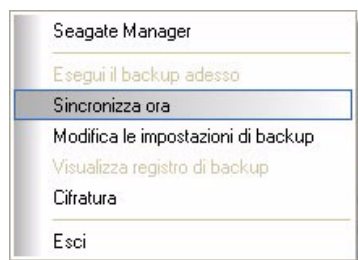 Seagate Manager
Esegui il backup adesso
Sincronizza ora
Modifica le impostazioni di backup
Visualizza registro di backup
Cifratura
Esci